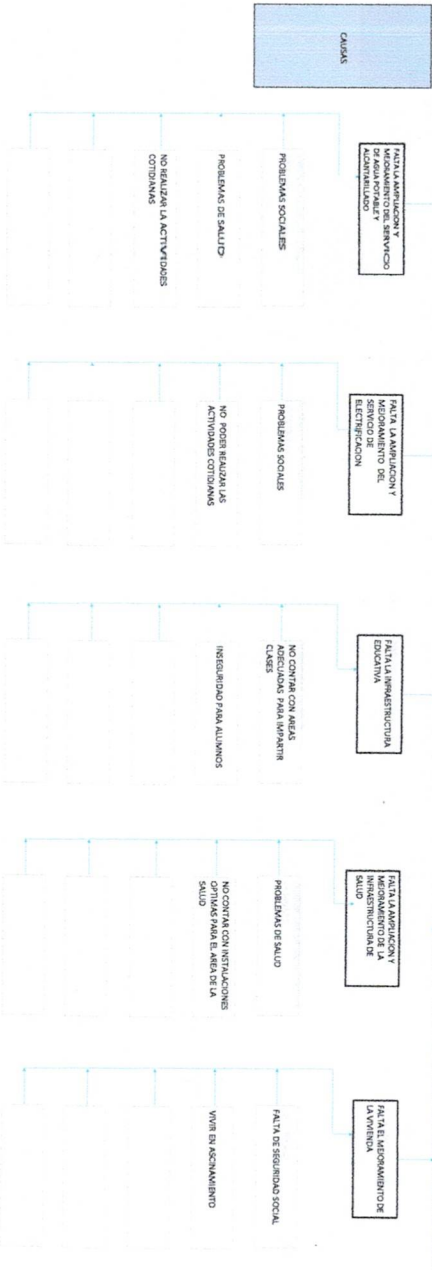 CAUSAS
FALTA LA AMPLIACION Y
MEJORAMIENTO DEL SERVICIO
DE AGUA POTABLE Y
ALCANTARILLADO
PROBLEMAS SOCIALES
PROBLEMAS DE SALUD
NO REALIZAR LA ACTIVIDADES
COTIDIANAS
FALTA LA AMPLIACION Y
MEJORAMIENTO DEL
SERVICIO DE
ELECTRIFICACION
PROBLEMAS SOCIALES
NO PODER REALIZAR LAS
ACTIVIDADES COTIDIANAS
FALTA LA INFRAESTRUCTURA
EDUCATIVA
NO CONTAR CON AREAS
ADECUADAS PARA IMPARTIR
CLASES
INSEGURIDAD PARA ALUMNOS
FALTA LA AMPLIACION Y
MEJORAMIENTO DE LA
INFRAESTRUCTURA DE
SALUD
PROBLEMAS DE SALUD
NO CONTAR CON INSTALACIONES
OPTIMAS PARA EL AREA DE LA
SALUD
FALTA EL MEJORAMIENTO DE
LA VIVIENDA
FALTA DE SEGURIDAD SOCIAL
VIVIR EN ASCINAMIENTO